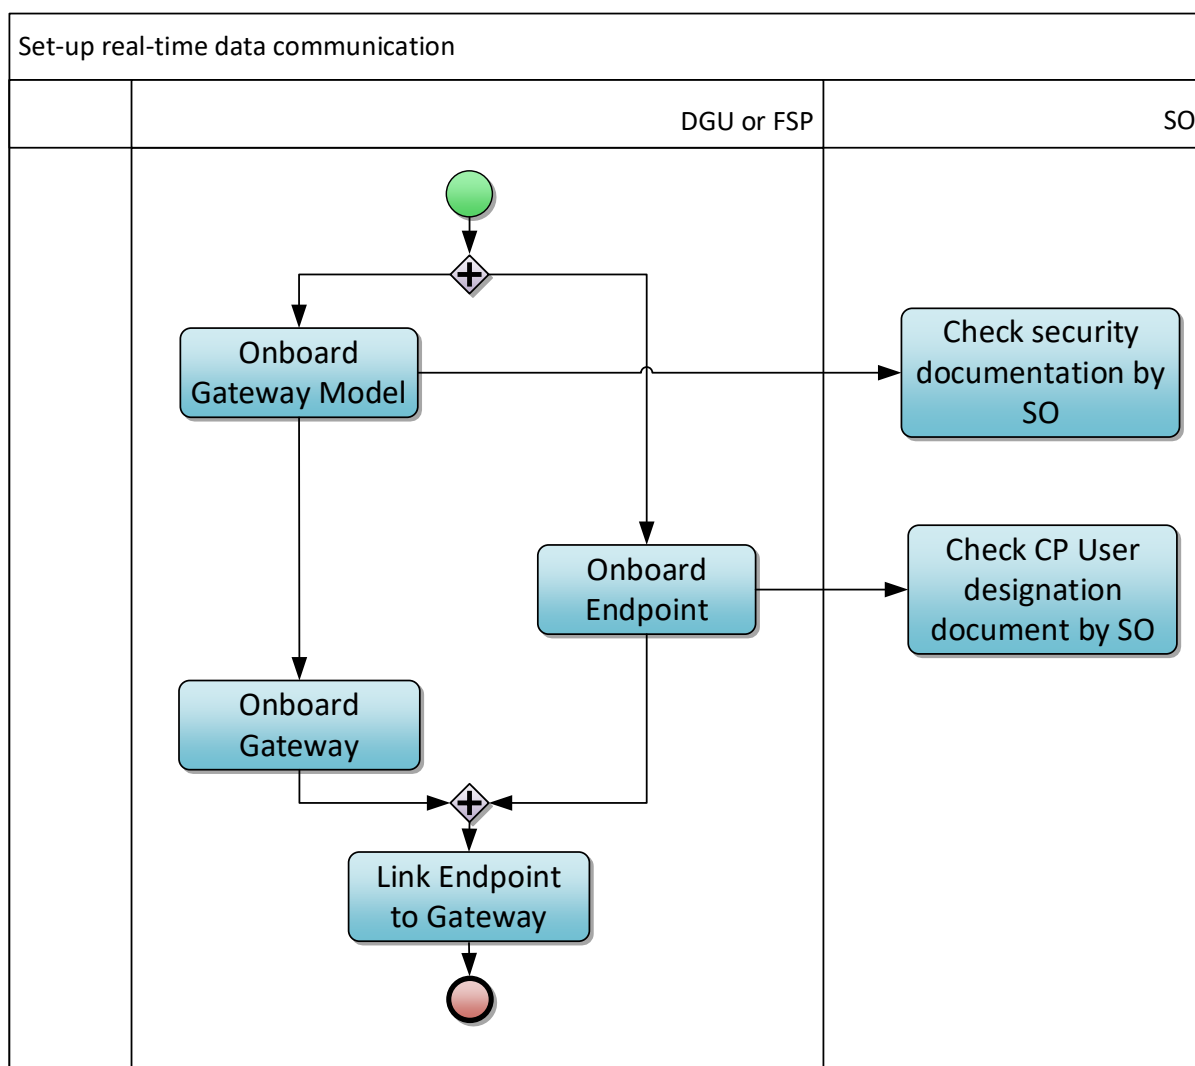 Set-up real-time data communication
DGU or FSP
SO
Onboard
Gateway Model
Check security
documentation by
SO
Onboard
Endpoint
Check CP User
designation
document by SO
Onboard
Gateway
Link Endpoint
to Gateway